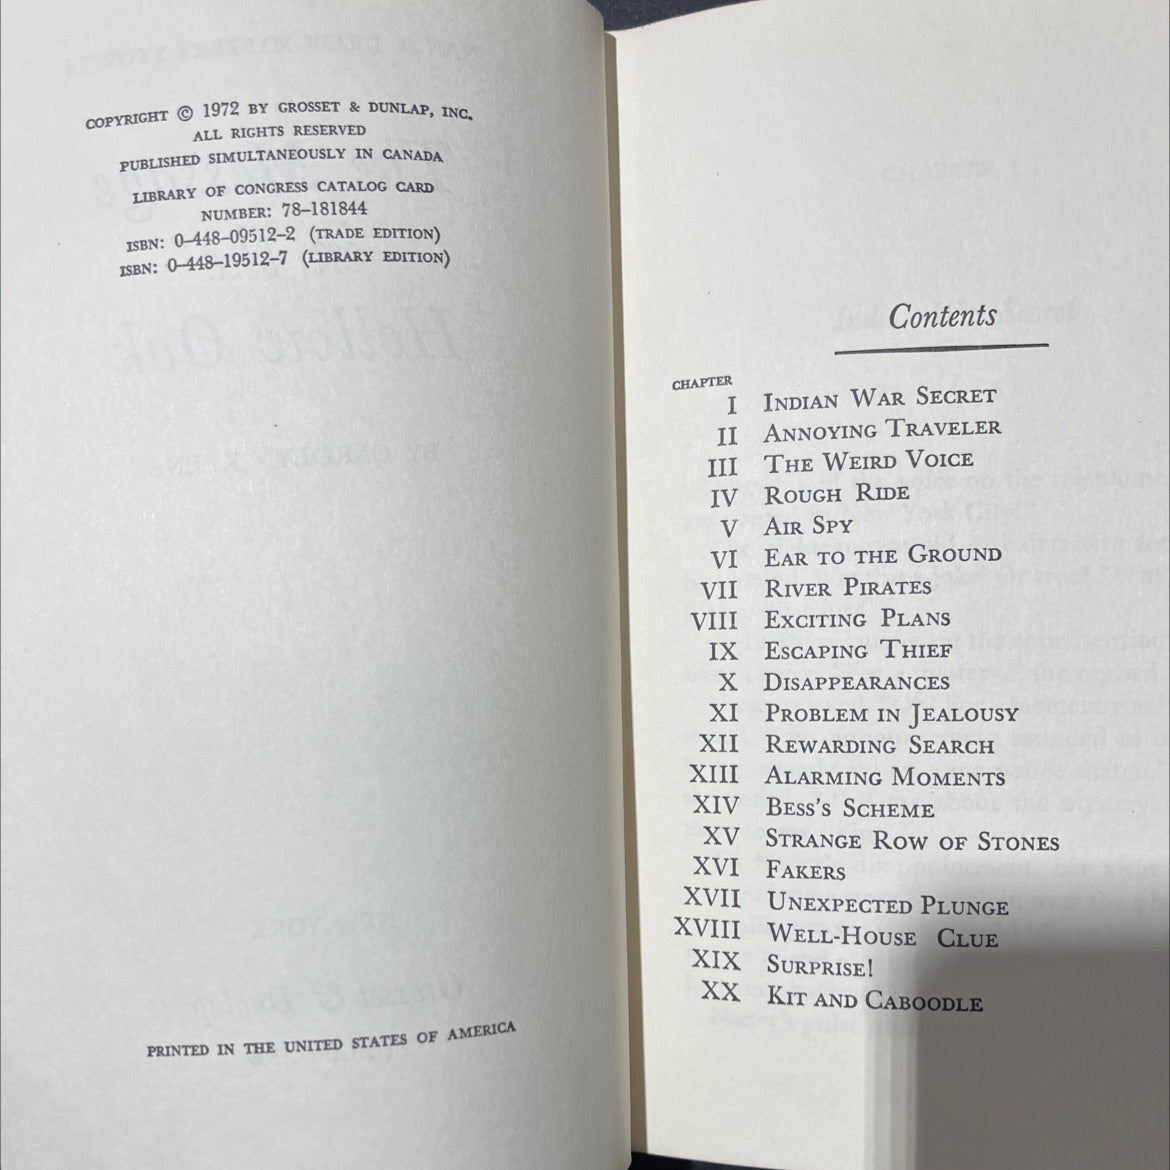 COPYRIGHT © 1972 BY GROSSET & DUNLAP, INC.
ALL RIGHTS RESERVED
PUBLISHED SIMULTANEOUSLY IN CANADA
LIBRARY OF CONGRESS CATALOG CARD
NUMBER: 78-181844
ISBN: 0-448-09512-2 (TRADE EDITION)
ISBN: 0-448-19512-7 (LIBRARY EDITION)
PRINTED IN THE UNITED STATES OF AMERICA
Contents
CHAPTER
I INDIAN WAR SECRET
II ANNOYING TRAVELER
III THE WEIRD VOICE
IV ROUGH RIDE
V AIR SPY
VI EAR TO THE GROUND
VII RIVER PIRATES
VIII EXCITING PLANS
IX ESCAPING THIEF
X DISAPPEARANCES
XI PROBLEM IN JEALOUSY
XII REWARDING SEARCH
XIII ALARMING MOMENTS
XIV BESS'S SCHEME
XV STRANGE ROW OF STONES
XVI FAKERS
XVII UNEXPECTED PLUNGE
XVIII WELL-HOUSE CLUE
XIX SURPRISE!
XX KIT AND CABOODLE